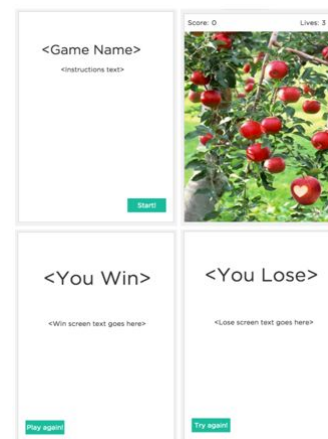 <Game Name>
<Instructions text>
Start!
Score: 0 Lives: 3
<You Win>
<Win screen text goes here>
Play again!
<You Lose>
<Lose screen text goes here>
Try again!